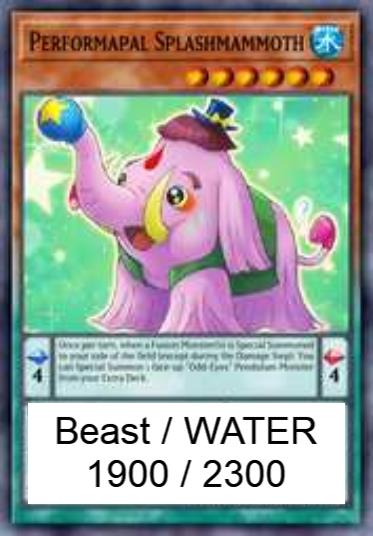 PERFORMAPAL SPLASHMAMMOTH
水
Once per turn, when a Fusion Monster(s) is Special Summoned
to your side of the field (except during the Damage Step): You
can Special Summon 1 face-up "Odd-Eyes" Pendulum Monster
from your Extra Deck.
4
4
Beast / WATER
1900 / 2300